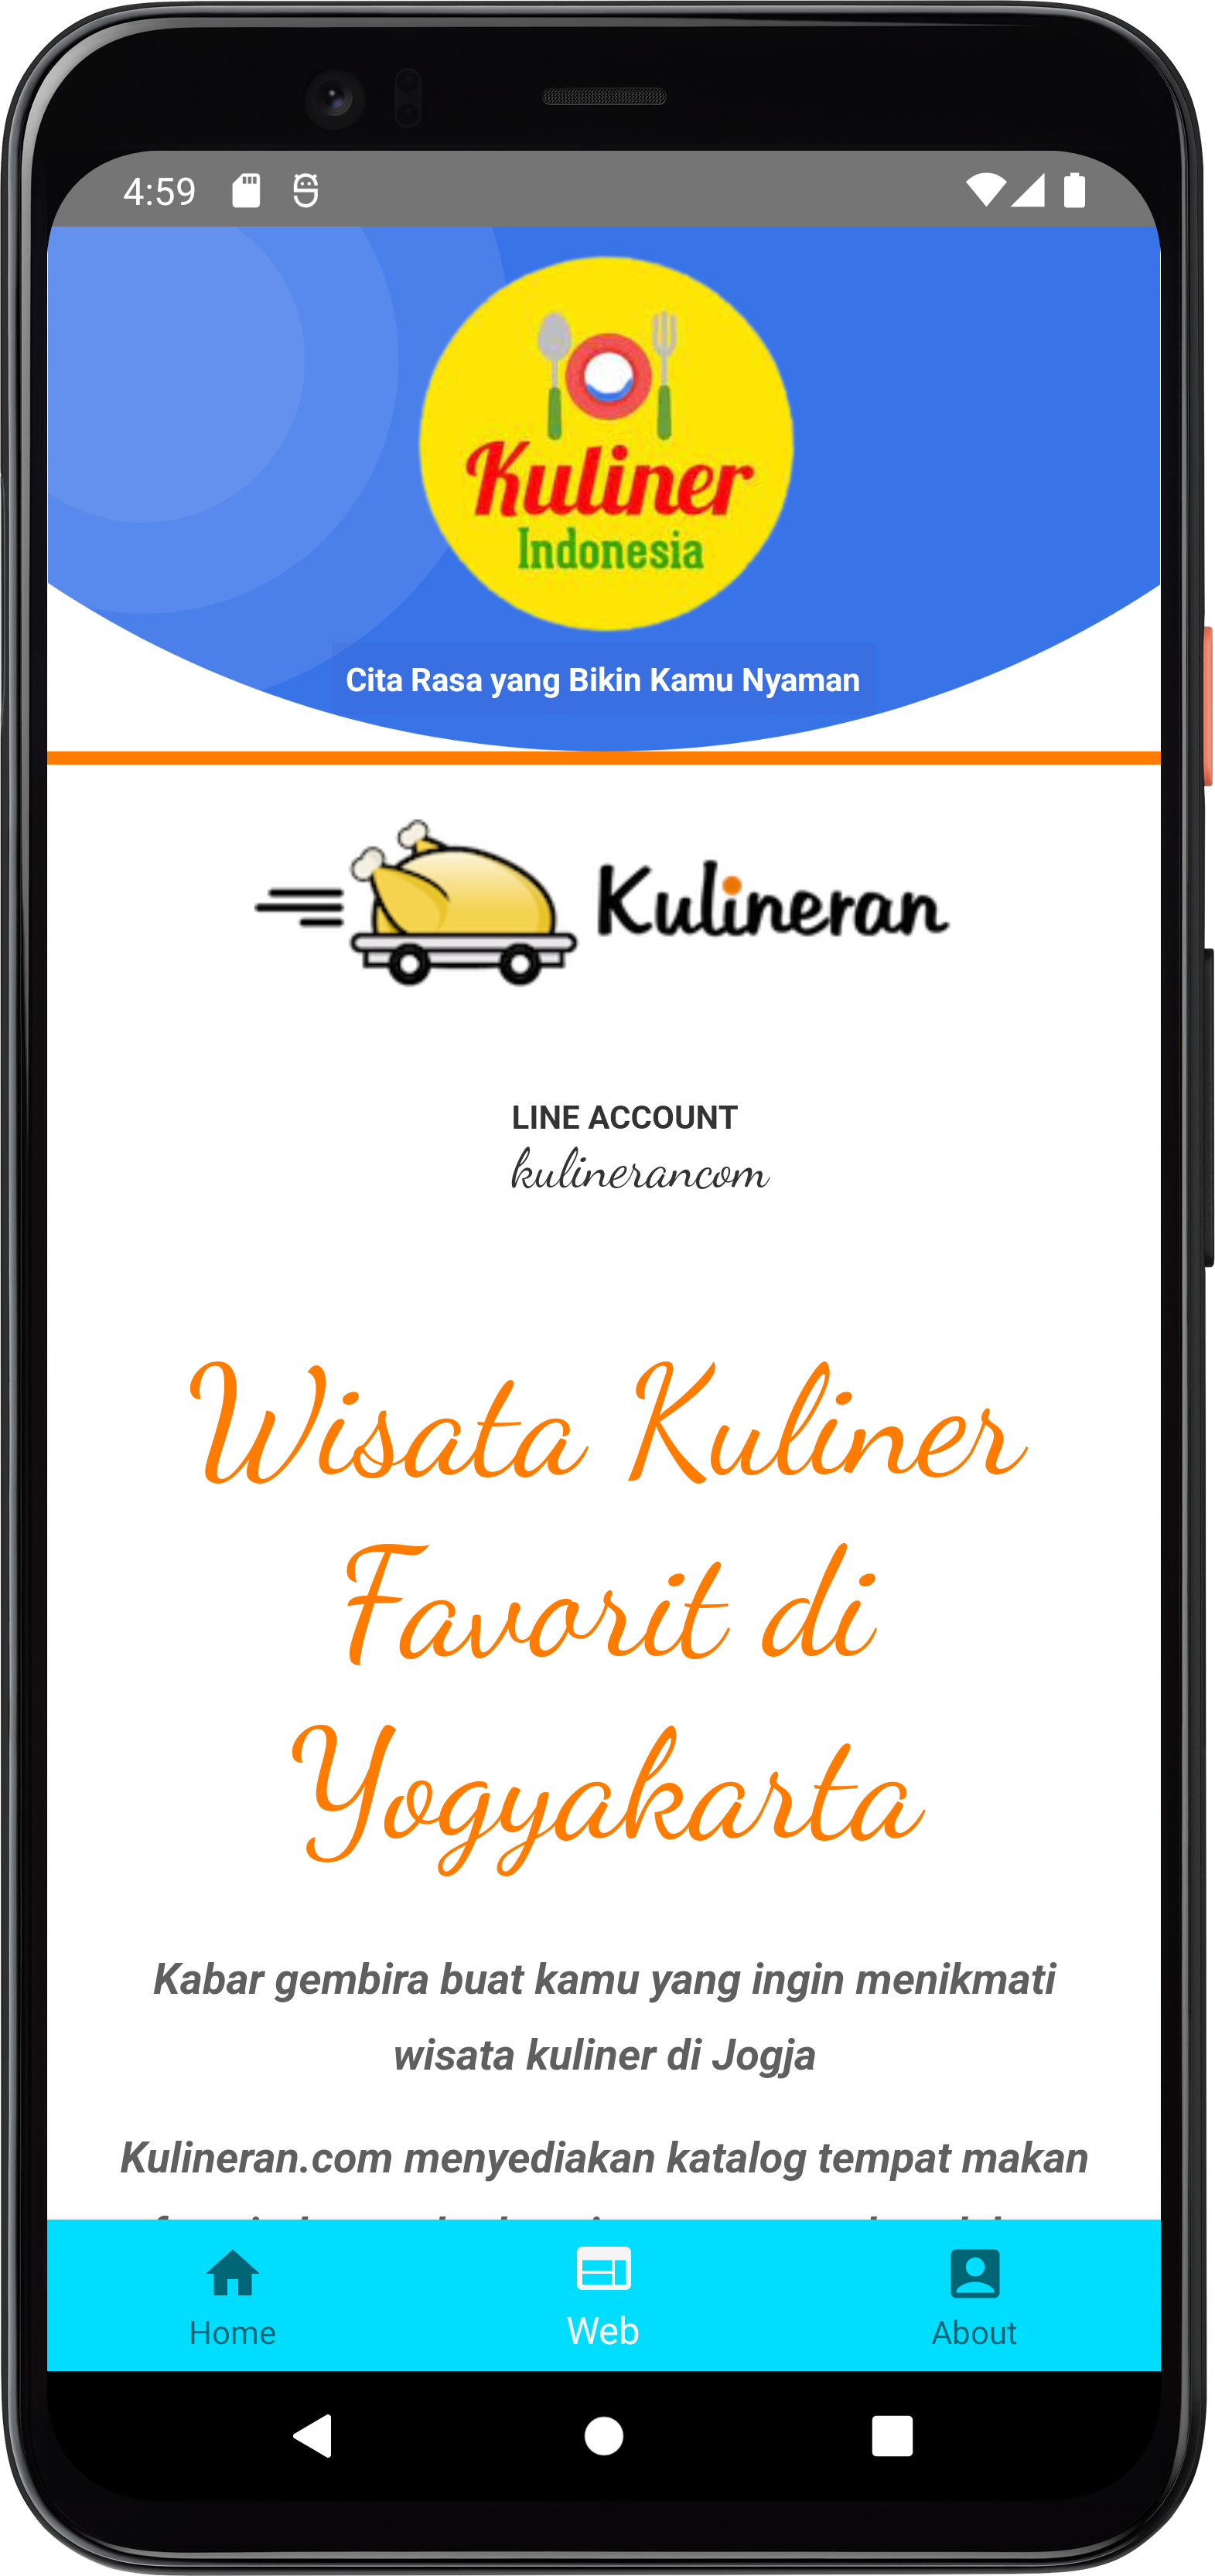 4:59
Kuliner
Indonesia
Cita Rasa yang Bikin Kamu Nyaman
Kulineran
LINE ACCOUNT
kulinerancom
Wisata Kuliner
Favorit di
Yogyakarta
Kabar gembira buat kamu yang ingin menikmati
wisata kuliner di Jogja
Kulineran.com menyediakan katalog tempat makan
Home
Web
About